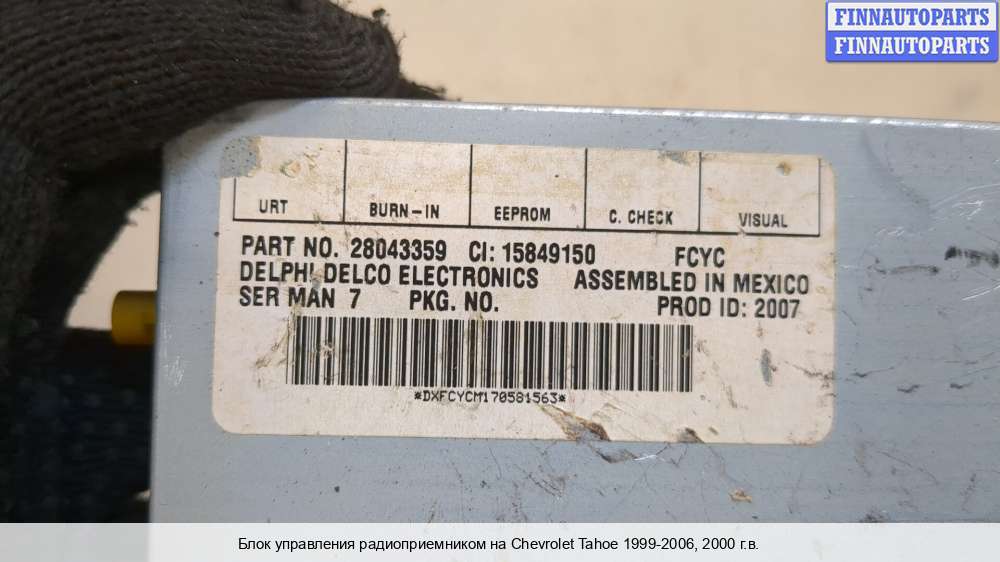 FINNAUTOPARTS
FINNAUTOPARTS
URT BURN-IN EEPROM C. CHECK VISUAL
PART NO. 28043359 CI: 15849150 FCYC
DELPHI DELCO ELECTRONICS ASSEMBLED IN MEXICO
SER MAN 7 PKG. NO. PROD ID: 2007
*DXFCYCM170581563*
Блок управления радиоприемником на Chevrolet Tahoe 1999-2006, 2000 г.в.